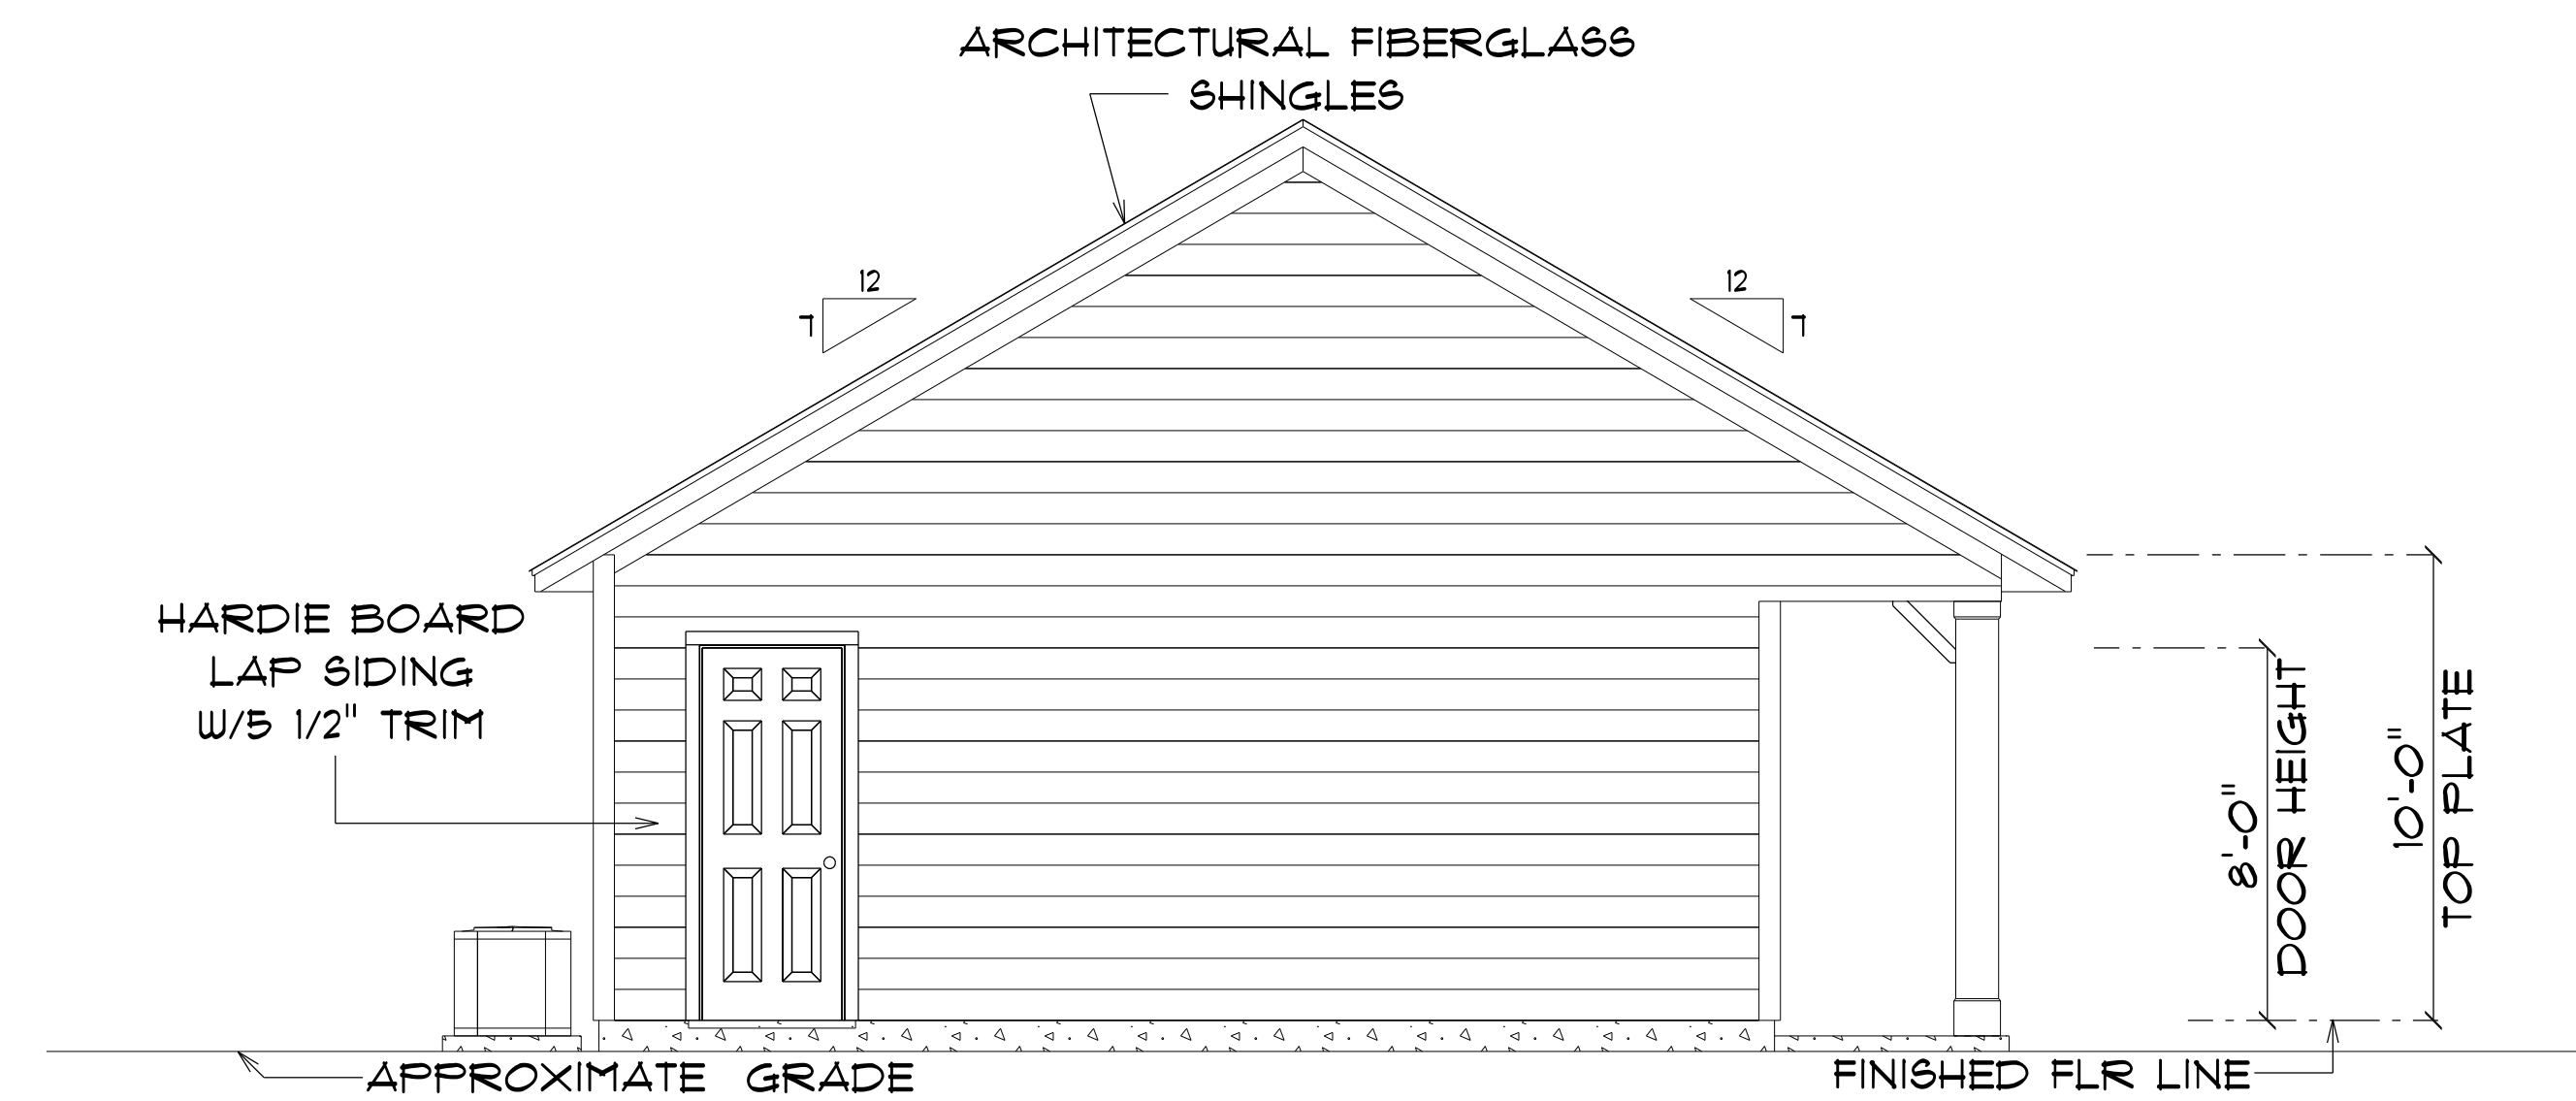 ARCHITECTURAL FIBERGLASS
SHINGLES
12
7
12
7
HARDIE BOARD
LAP SIDING
W/5 1/2" TRIM
8'-0"
DOOR HEIGHT
10'-0"
TOP PLATE
APPROXIMATE GRADE
FINISHED FLR LINE